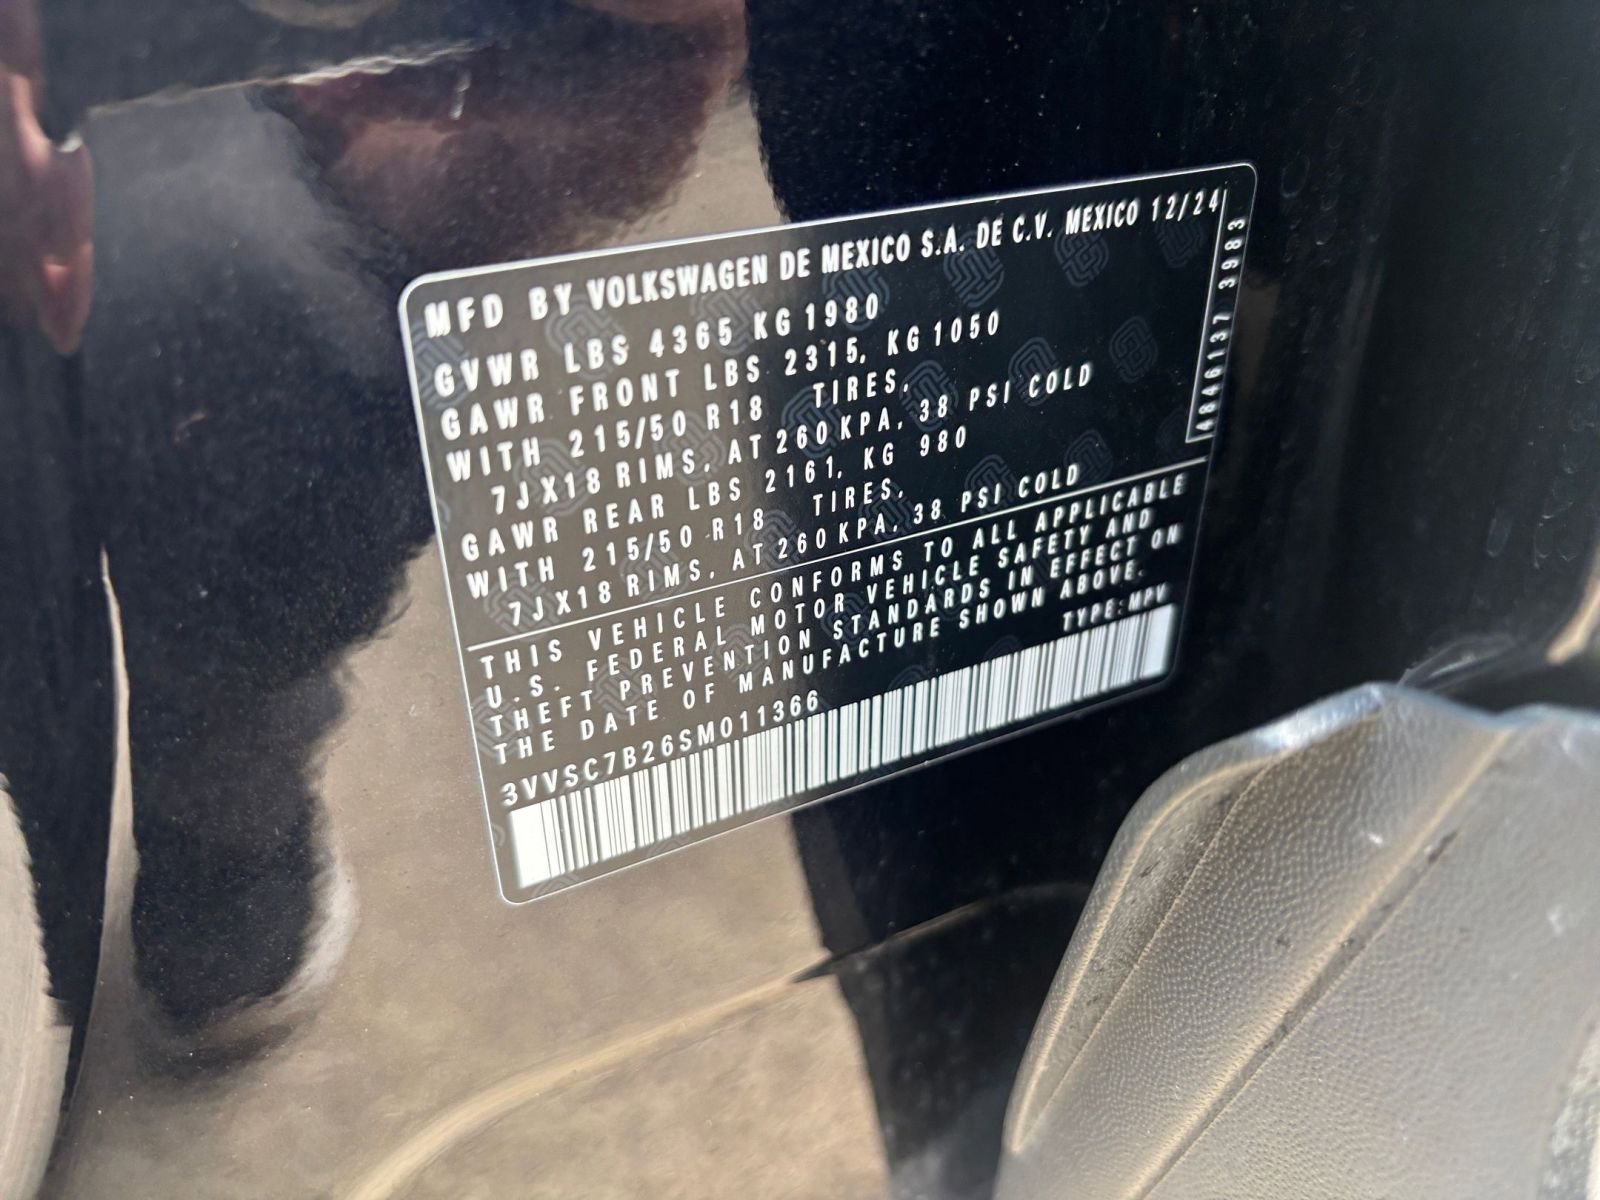 MFD BY VOLKSWAGEN DE MEXICO S.A. DE C.V. MEXICO 12/24
GVWR LBS 4365 KG 1980
GAWR FRONT LBS 2315, KG 1050
WITH 215/50 R18 TIRES,
7JX18 RIMS, AT 260 KPA, 38 PSI COLD
GAWR REAR LBS 2161, KG 980
WITH 215/50 R18 TIRES,
7JX18 RIMS, AT 260 KPA, 38 PSI COLD
THIS VEHICLE CONFORMS TO ALL APPLICABLE
U.S. FEDERAL MOTOR VEHICLE SAFETY AND
THEFT PREVENTION STANDARDS IN EFFECT ON
THE DATE OF MANUFACTURE SHOWN ABOVE.
TYPE: MPV
3VVSC7B26SM011366
4846137 3983